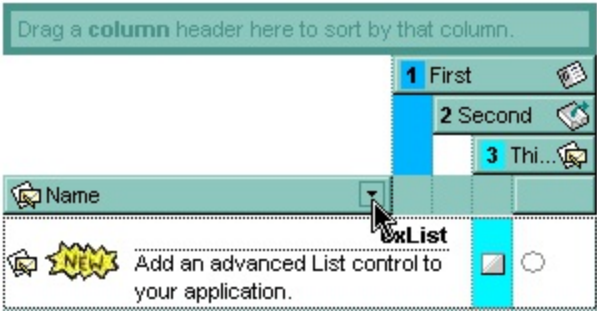 Drag a column header here to sort by that column.
1 First
2 Second
3 Thi...
Name
exList
NEW
Add an advanced List control to
your application.